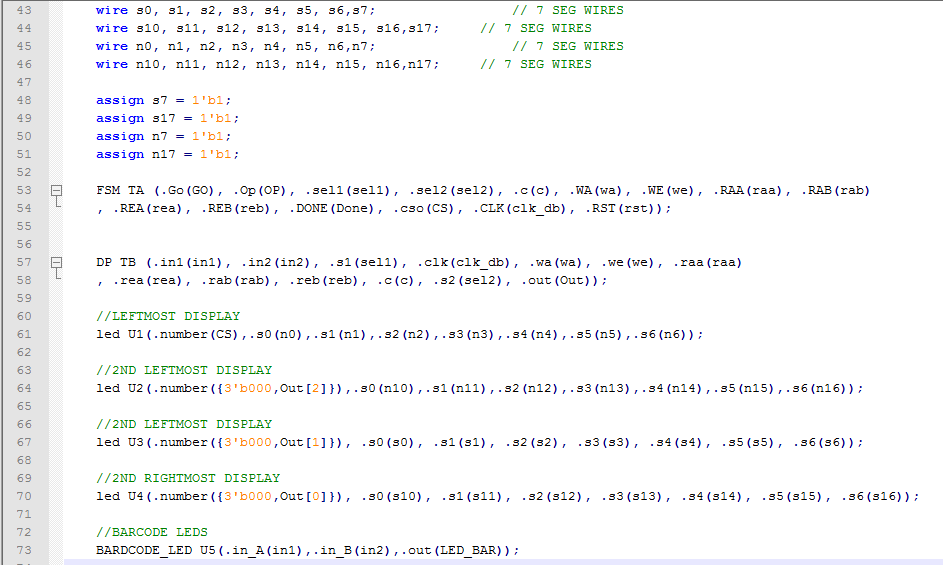 43 wire s0, s1, s2, s3, s4, s5, s6,s7; // 7 SEG WIRES
44 wire s10, s11, s12, s13, s14, s15, s16,s17; // 7 SEG WIRES
45 wire n0, n1, n2, n3, n4, n5, n6,n7; // 7 SEG WIRES
46 wire n10, n11, n12, n13, n14, n15, n16,n17; // 7 SEG WIRES
47
48 assign s7 = 1'b1;
49 assign s17 = 1'b1;
50 assign n7 = 1'b1;
51 assign n17 = 1'b1;
52
53 FSM TA (.Go(GO), .Op(OP), .sel1(sel1), .sel2(sel2), .c(c), .WA(wa), .WE(we), .RAA(raa), .RAB(rab)
54 , .REA(rea), .REB(reb), .DONE(Done), .cso(CS), .CLK(clk_db), .RST(rst));
55
56
57 DP TB (.in1(in1), .in2(in2), .s1(sel1), .clk(clk_db), .wa(wa), .we(we), .raa(raa)
58 , .rea(rea), .rab(rab), .reb(reb), .c(c), .s2(sel2), .out(Out));
59
60 //LEFTMOST DISPLAY
61 led U1(.number(CS),.s0(n0),.s1(n1),.s2(n2),.s3(n3),.s4(n4),.s5(n5),.s6(n6));
62
63 //2ND LEFTMOST DISPLAY
64 led U2(.number({3'b000,Out[2]}),.s0(n10),.s1(n11),.s2(n12),.s3(n13),.s4(n14),.s5(n15),.s6(n16));
65
66 //2ND LEFTMOST DISPLAY
67 led U3(.number({3'b000,Out[1]}), .s0(s0), .s1(s1), .s2(s2), .s3(s3), .s4(s4), .s5(s5), .s6(s6));
68
69 //2ND RIGHTMOST DISPLAY
70 led U4(.number({3'b000,Out[0]}), .s0(s10), .s1(s11), .s2(s12), .s3(s13), .s4(s14), .s5(s15), .s6(s16));
71
72 //BARCODE LEDS
73 BARDCODE_LED U5(.in_A(in1),.in_B(in2),.out(LED_BAR));